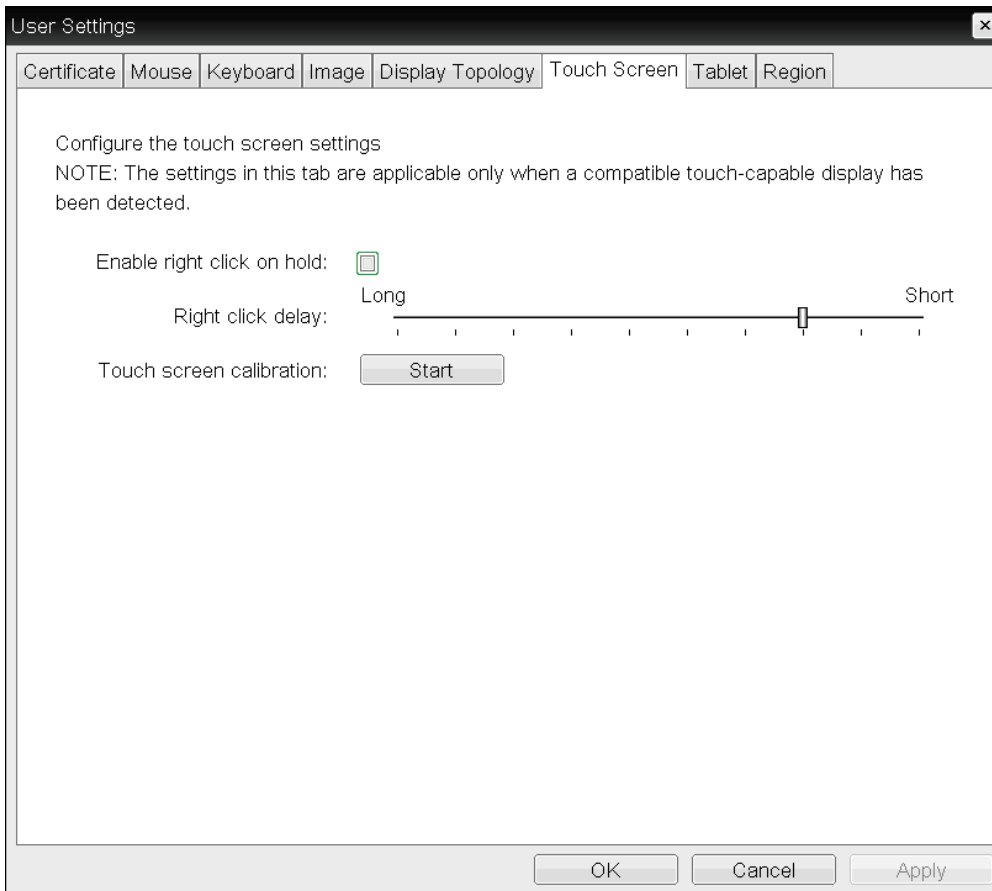 User Settings
Certificate Mouse Keyboard Image Display Topology Touch Screen Tablet Region
Configure the touch screen settings
NOTE: The settings in this tab are applicable only when a compatible touch-capable display has
been detected.
Enable right click on hold:
Long Short
Right click delay:
Touch screen calibration: Start
OK Cancel Apply